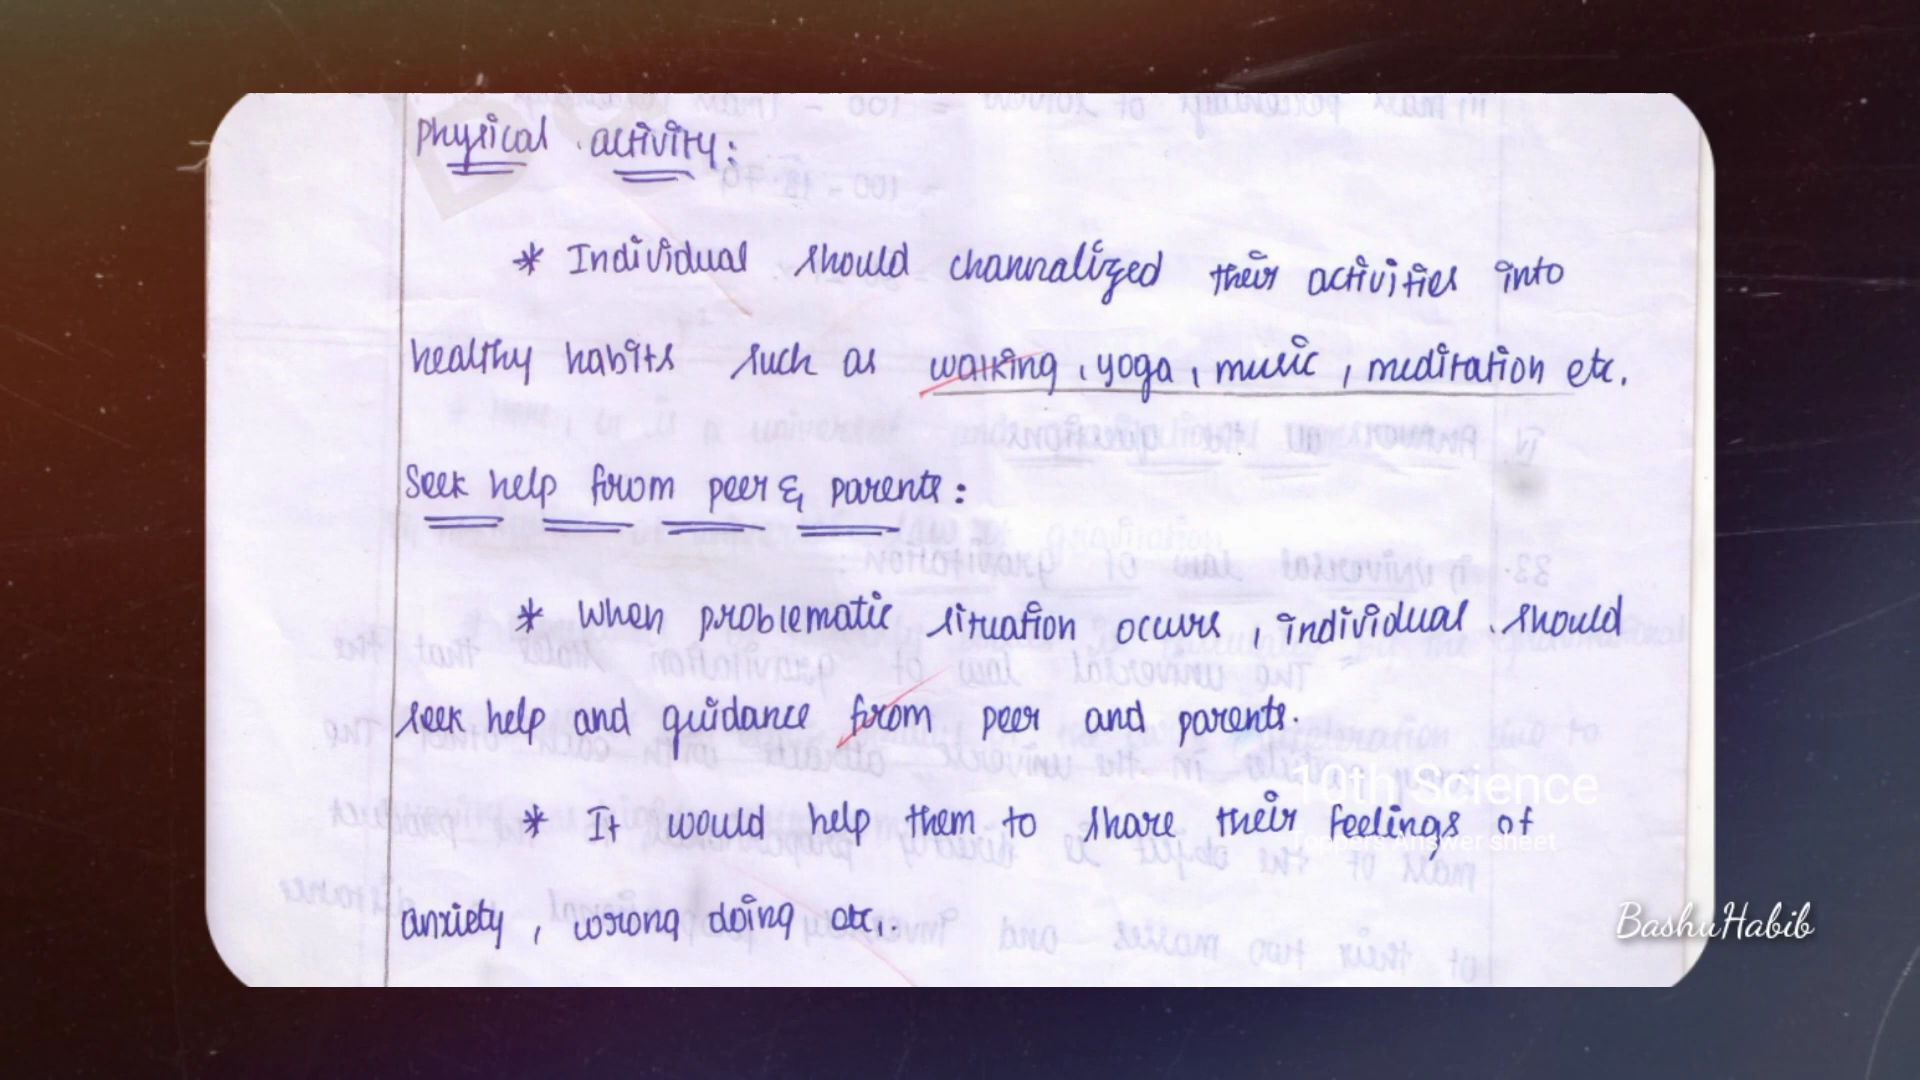 Physical activity:
* Individual should channalized their activities into
healthy habits such as walking, yoga, music, meditation etc.
Seek help from peer & parents:
* When problematic situation occurs, individual should
seek help and guidance from peer and parents.
10th Science
* It would help them to share their feelings of
Toppers Answer sheet
anxiety, wrong doing etc,.
BashuHabib